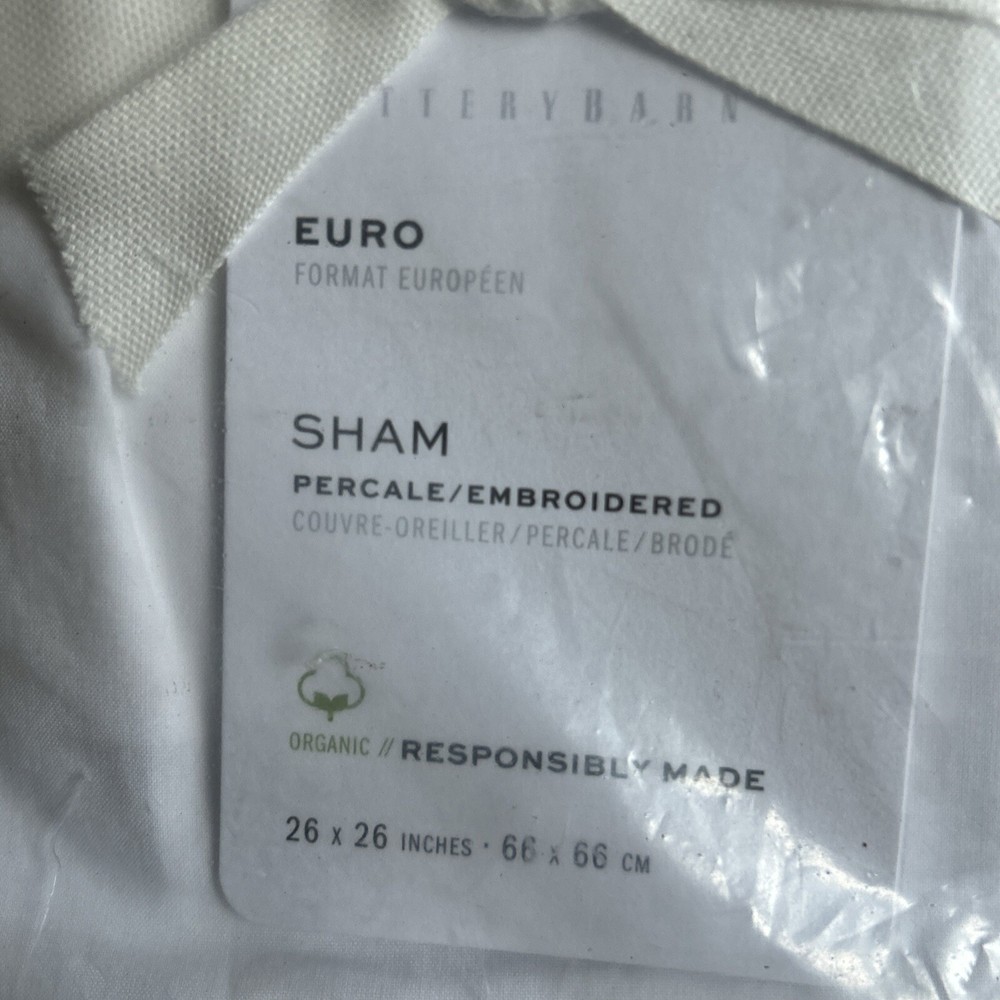 TTERYBARN
EURO
FORMAT EUROPÉEN
SHAM
PERCALE/EMBROIDERED
COUVRE-OREILLER/PERCALE/BRODÉ
ORGANIC // RESPONSIBLY MADE
26 x 26 INCHES · 66 x 66 CM